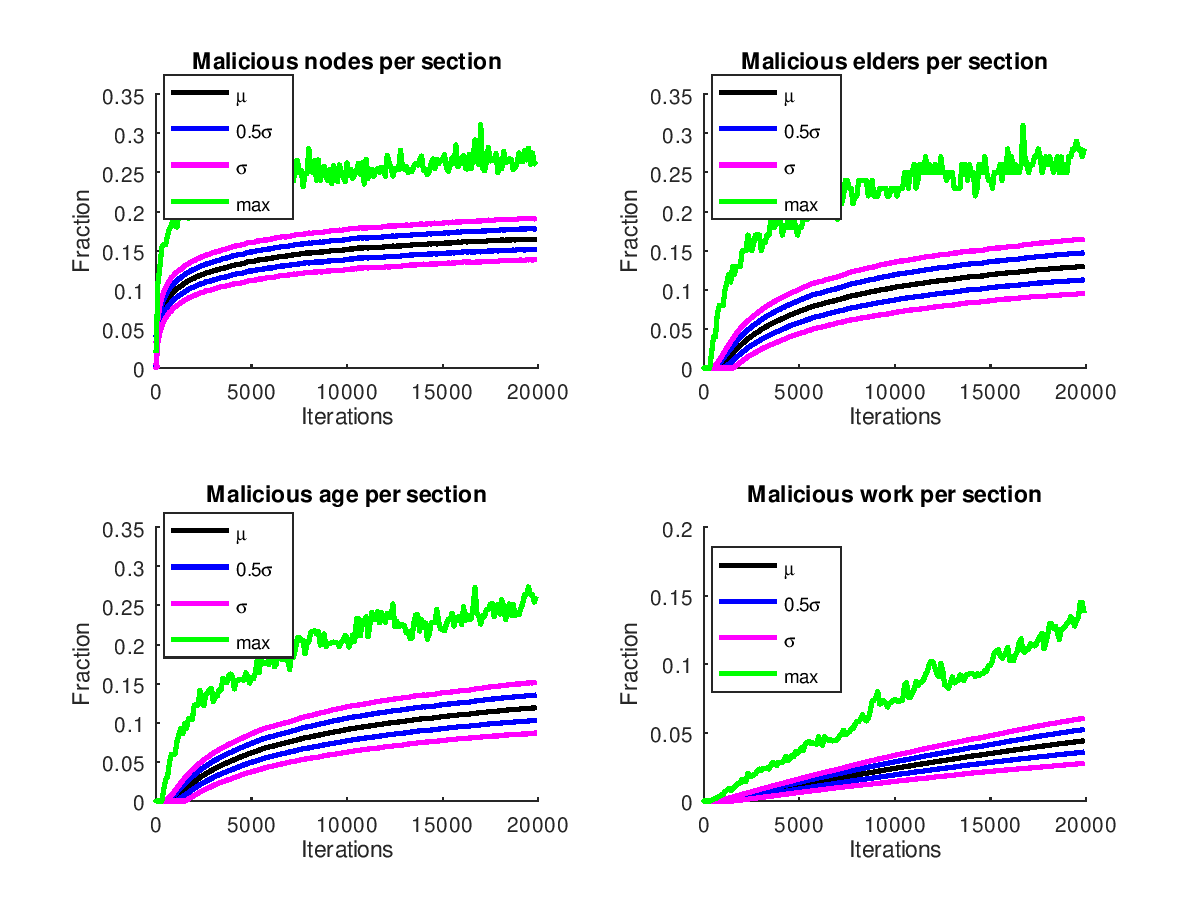 Malicious nodes per section
0.35
0.3
0.25
0.2
0.15
0.1
0.05
0
Fraction
μ
0.5σ
σ
max
0 5000 10000 15000 20000
Iterations
Malicious elders per section
0.35
0.3
0.25
0.2
0.15
0.1
0.05
0
Fraction
μ
0.5σ
σ
max
0 5000 10000 15000 20000
Iterations
Malicious age per section
0.35
0.3
0.25
0.2
0.15
0.1
0.05
0
Fraction
μ
0.5σ
σ
max
0 5000 10000 15000 20000
Iterations
Malicious work per section
0.2
0.15
0.1
0.05
0
Fraction
μ
0.5σ
σ
max
0 5000 10000 15000 20000
Iterations